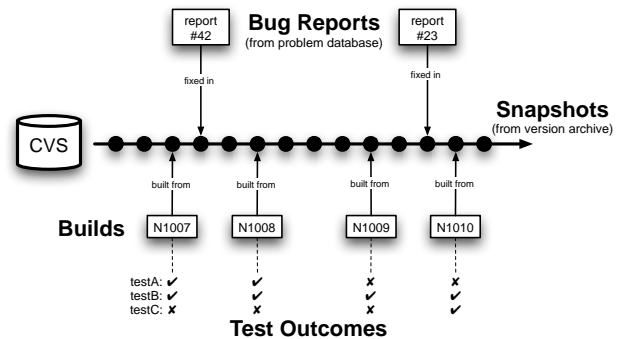 report
#42
Bug Reports
(from problem database)
report
#23
fixed in
fixed in
Snapshots
(from version archive)
CVS
built from
built from
built from
built from
Builds
N1007
N1008
N1009
N1010
testA: ✔ ✔ ✘ ✘
testB: ✔ ✔ ✔ ✔
testC: ✘ ✘ ✘ ✔
Test Outcomes